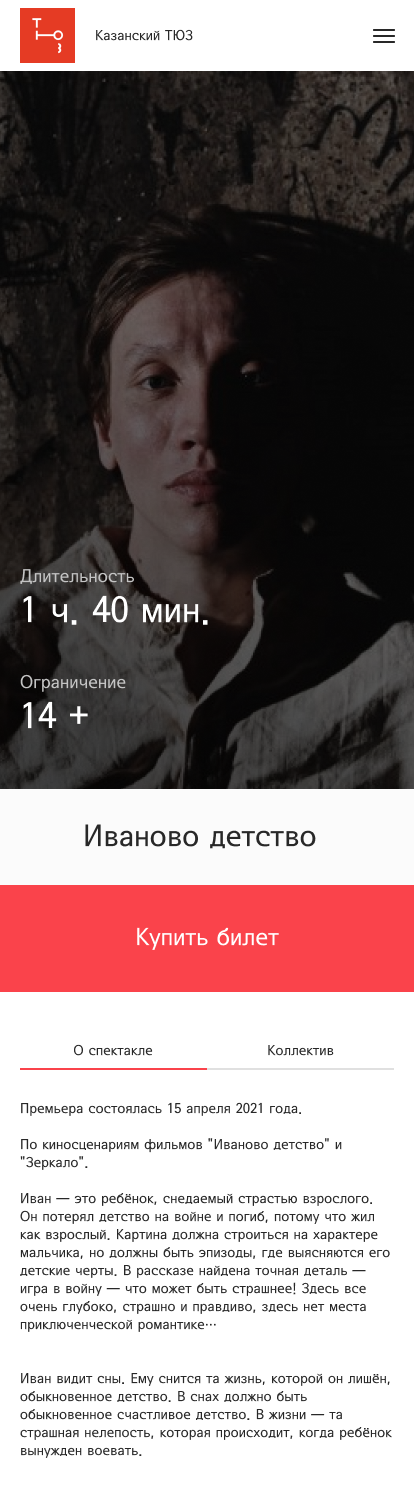 Т
Ю
З
Казанский ТЮЗ
Длительность
1 ч. 40 мин.
Ограничение
14 +
Иваново детство
Купить билет
О спектакле
Коллектив
Премьера состоялась 15 апреля 2021 года.
По киносценариям фильмов "Иваново детство" и
"Зеркало".
Иван — это ребёнок, снедаемый страстью взрослого.
Он потерял детство на войне и погиб, потому что жил
как взрослый. Картина должна строиться на характере
мальчика, но должны быть эпизоды, где выясняются его
детские черты. В рассказе найдена точная деталь —
игра в войну — что может быть страшнее! Здесь все
очень глубоко, страшно и правдиво, здесь нет места
приключенческой романтике…
Иван видит сны. Ему снится та жизнь, которой он лишён,
обыкновенное детство. В снах должно быть
обыкновенное счастливое детство. В жизни — та
страшная нелепость, которая происходит, когда ребёнок
вынужден воевать.